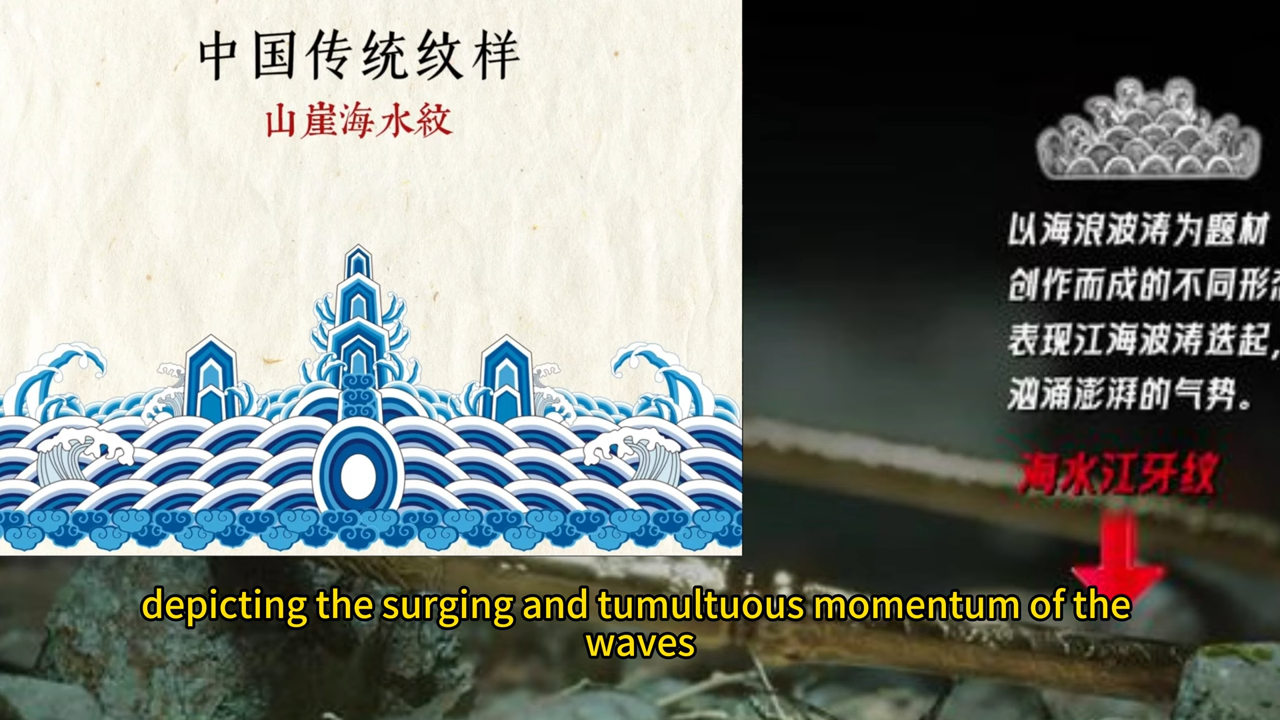 中国传统纹样
山崖海水紋
以海浪波涛为题材
创作而成的不同形态
表现江海波涛迭起,
汹涌澎湃的气势。
海水江牙纹
depicting the surging and tumultuous momentum of the
waves